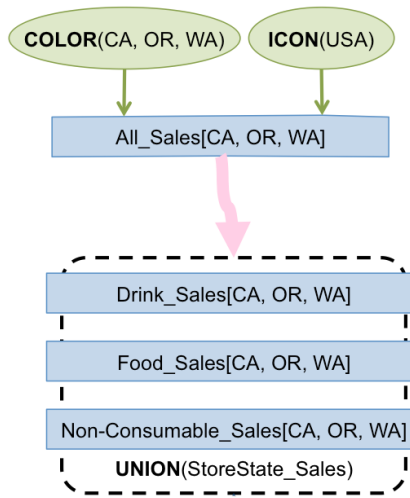 COLOR(CA, OR, WA)
ICON(USA)
All_Sales[CA, OR, WA]
Drink_Sales[CA, OR, WA]
Food_Sales[CA, OR, WA]
Non-Consumable_Sales[CA, OR, WA]
UNION(StoreState_Sales)